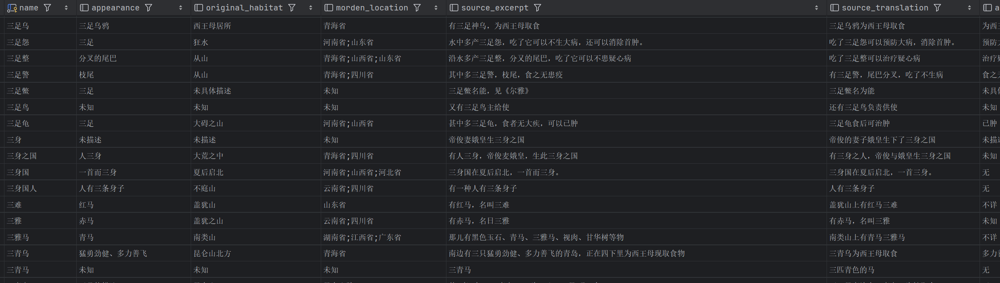 name appearance original_habitat morden_location source_excerpt source_translation a
三足乌 三足乌鸦 西王母居所 青海省 有三足神乌，为西王母取食 三足乌鸦为西王母取食 为西
三足怨 三足 狂水 河南省;山东省 水中多产三足怨，吃了它可以不生大病，还可以消除首肿。 吃了三足怨可以预防大病，消除首肿。 预防
三足整 分叉的尾巴 从山 青海省;山西省;山东省 沿水多产三足整，分又的尾巴，吃了它可以不患疑心病 吃了三足整可以治疗疑心病 治疗
三足警 枝尾 从山 青海省;四川省 其中多三足警，枝尾，食之无患疫 有三足警，尾巴分叉，吃了不生病 食之
三足鳖 三足 未具体描述 未知 三足鳖名能，见《尔雅》 三足鳖名为能 未具
三足鸟 未知 未知 未知 又有三足鸟主给使 还有三足鸟负责供使 未知
三足龟 三足 大碍之山 河南省;山西省 甚中多三足龟，食者无大疾，可以已肿 三足龟食后可治肿 已肿
三身 未描述 未描述 未知 帝俊妻娥皇生三身之国 帝俊的妻子娥皇生下了三身之国 未描
三身之国 人三身 大荒之中 青海省;四川省 有人三身，帝俊麦娥皇，生此三身之国 有三身之人，帝俊与娥皇生三身之国 未知
三身国 一首而三身 夏后启北 河南省;山西省;河北省 三身国在夏后启北，一首而三身。 三身国在夏后启北，一首三身。 无
三身国人 人有三条身子 不庭山 云南省;四川省 有一种人有三条身子 人有三条身子 无
三难 红马 盖犹山 山东省 有红马，名叫三难 盖犹山上有红马三难 不详
三雅 赤马 盖犹之山 云南省;四川省 有赤马，名日三雅 有赤马，名叫三雅 未知
三雅马 青马 南类山 湖南省;江西省;广东省 那儿有黑色玉石、青马、三雅马、视肉、甘华树等物 南类山上有青马三雅马 不详
三青鸟 猛勇劲健、多力善飞 昆仑山北方 青海省 南边有三只猛勇劲健、多力善飞的青岛，正在四下里为西王母现取食物 三青鸟为西王母取食 多力
三青马 未知 未知 未知 三青马 三匹青色的马 无